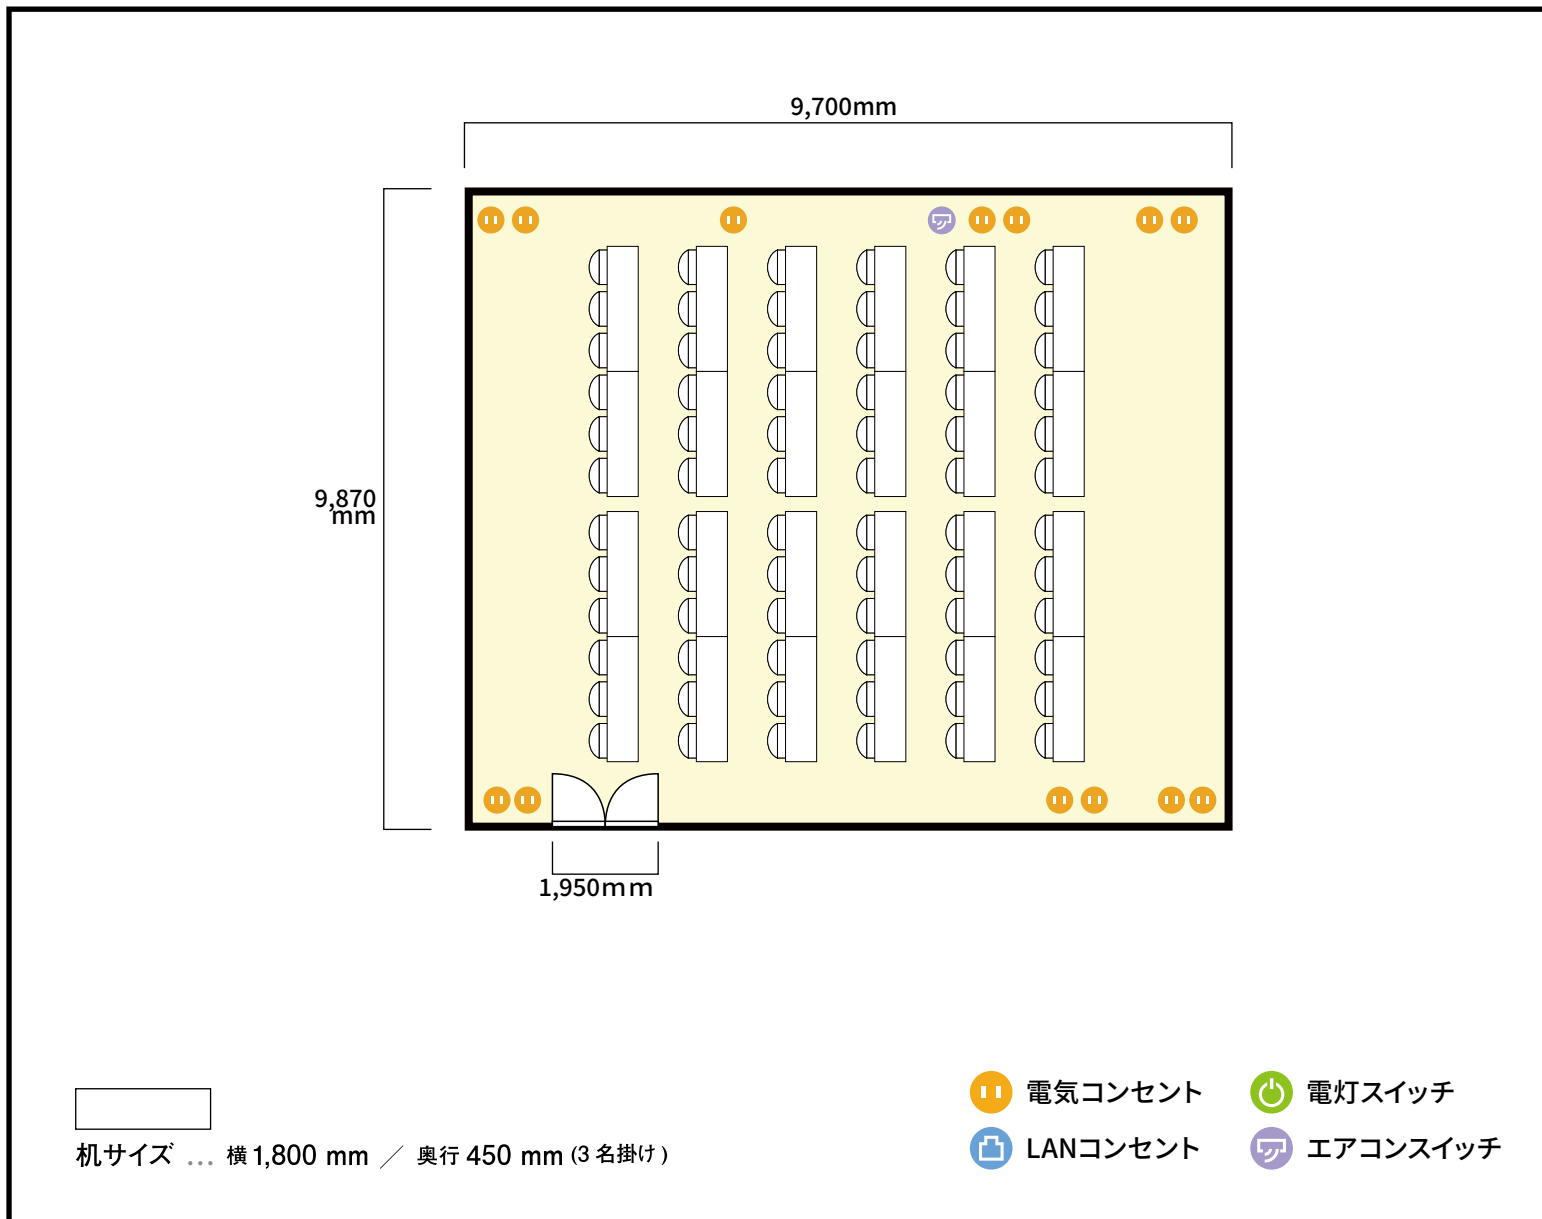 9,700mm
9,870
mm
1,950mm
電気コンセント
電灯スイッチ
LANコンセント
エアコンスイッチ
机サイズ … 横1,800 mm ／ 奥行 450 mm (3 名掛け)